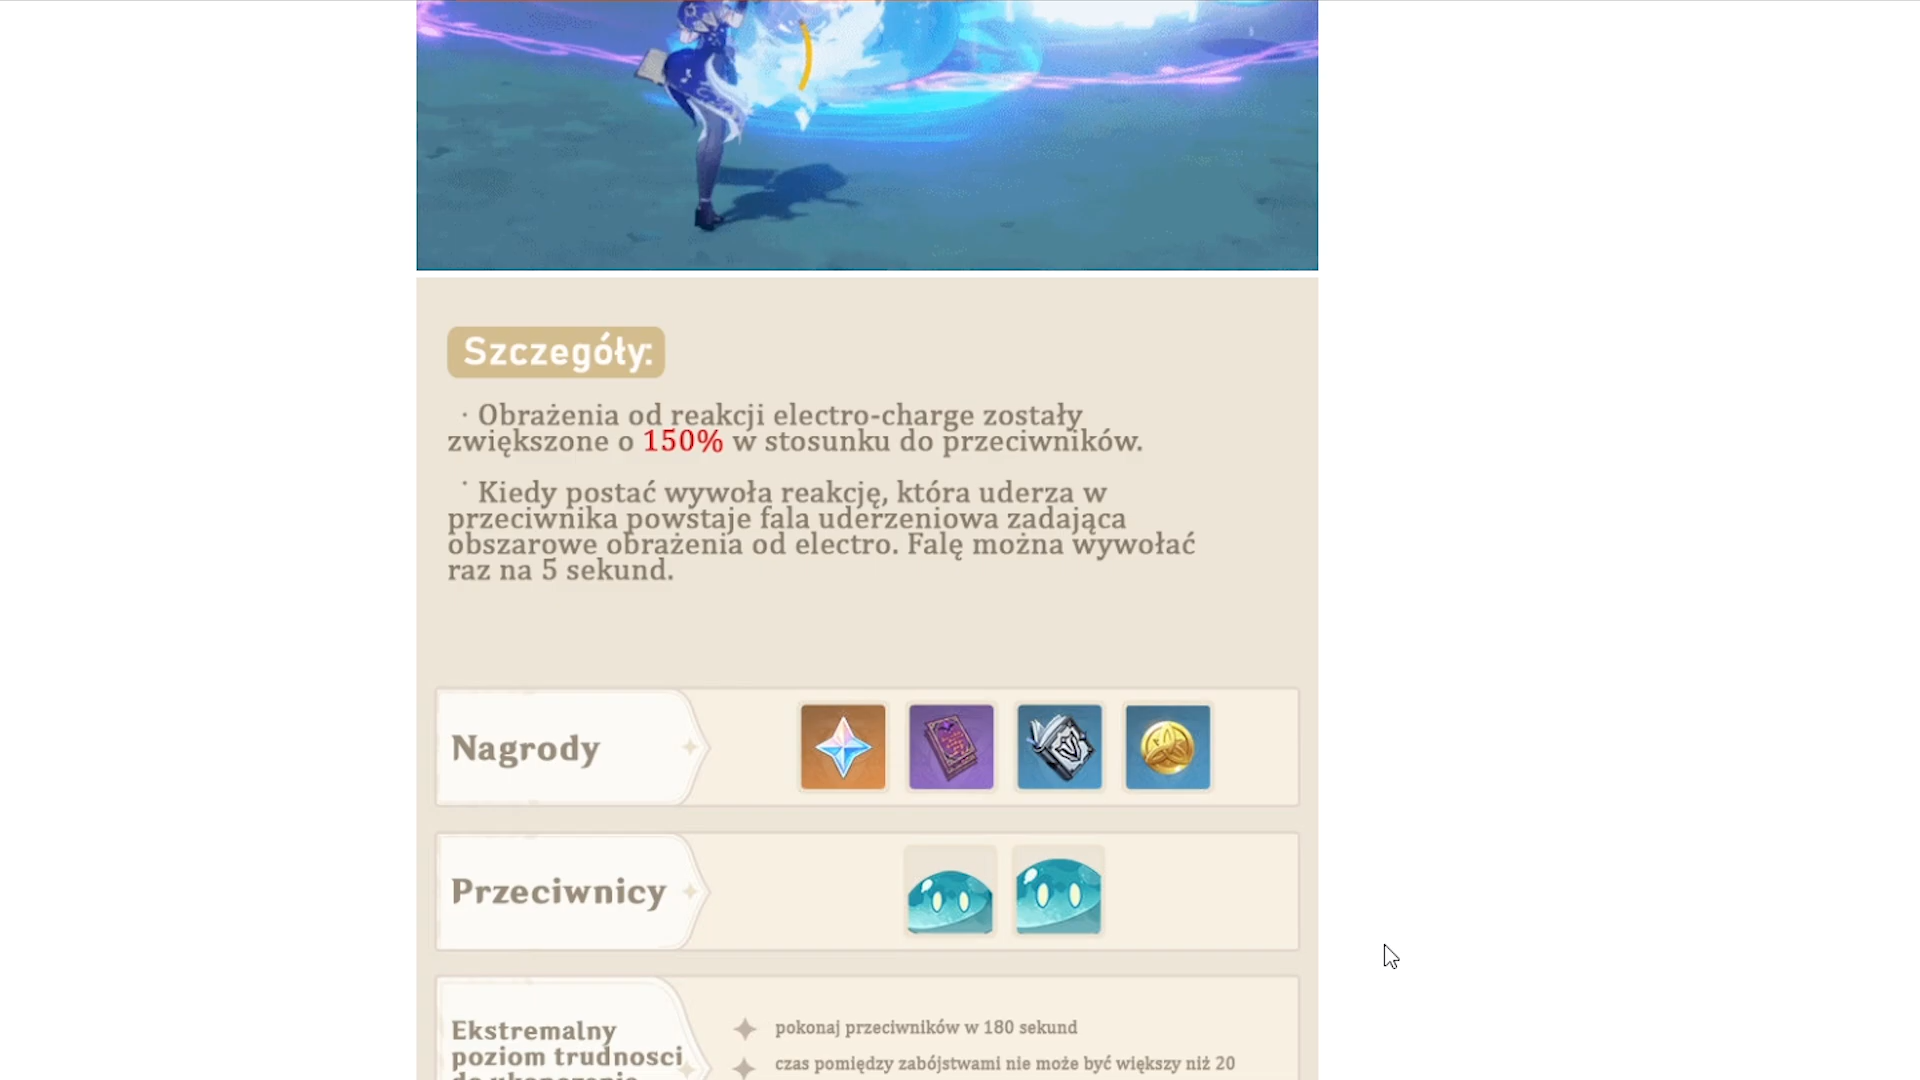 Szczegóły:
· Obrażenia od reakcji electro-charge zostały
zwiększone o 150% w stosunku do przeciwników.
· Kiedy postać wywoła reakcję, która uderza w
przeciwnika powstaje fala uderzeniowa zadająca
obszarowe obrażenia od electro. Falę można wywołać
raz na 5 sekund.
Nagrody
Przeciwnicy
Ekstremalny
poziom trudnosci
pokonaj przeciwników w 180 sekund
czas pomiędzy zabójstwami nie może być większy niż 20